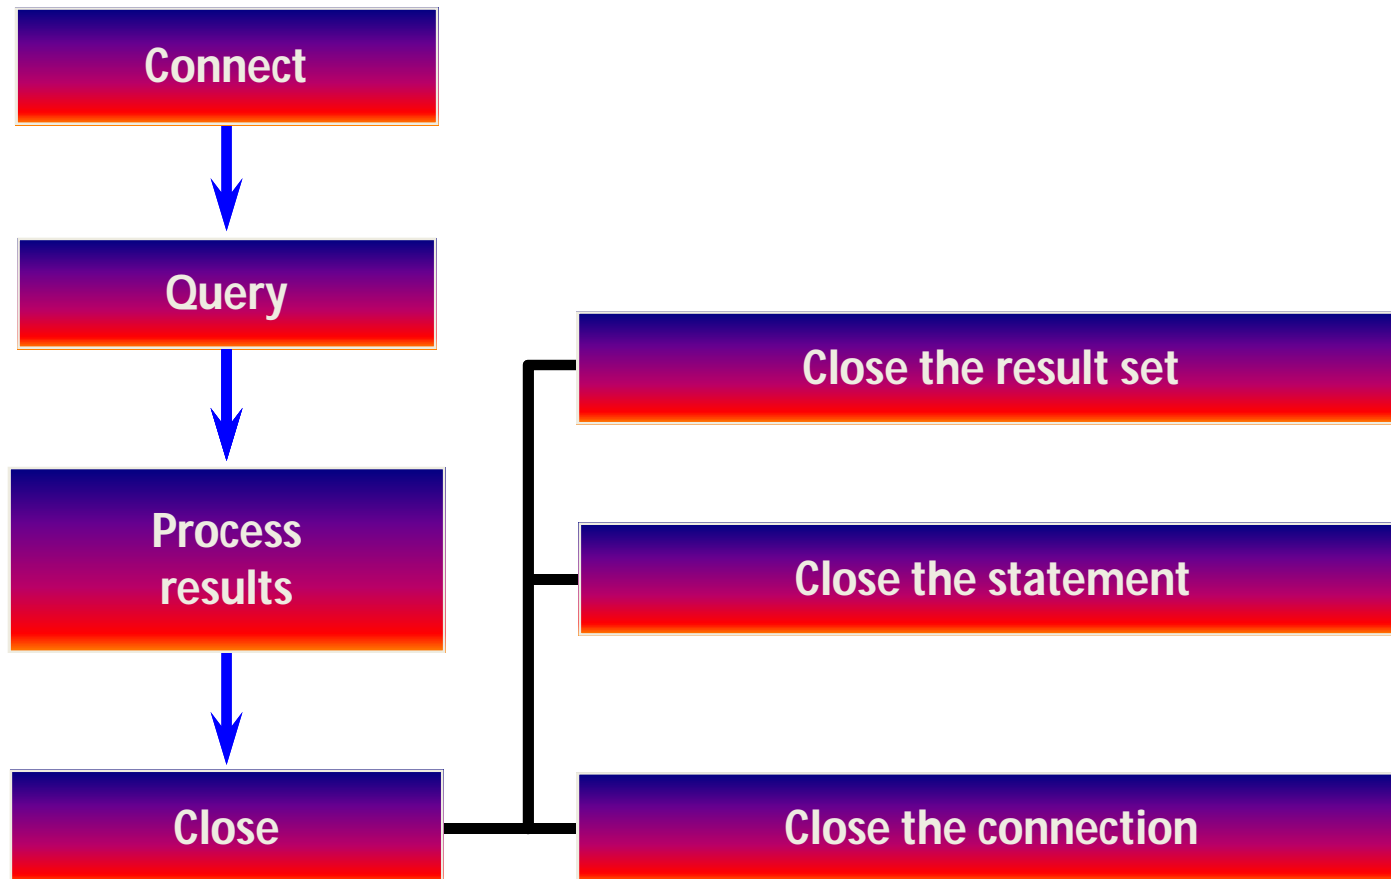 Connect
Query
Process
results
Close
Close the result set
Close the statement
Close the connection